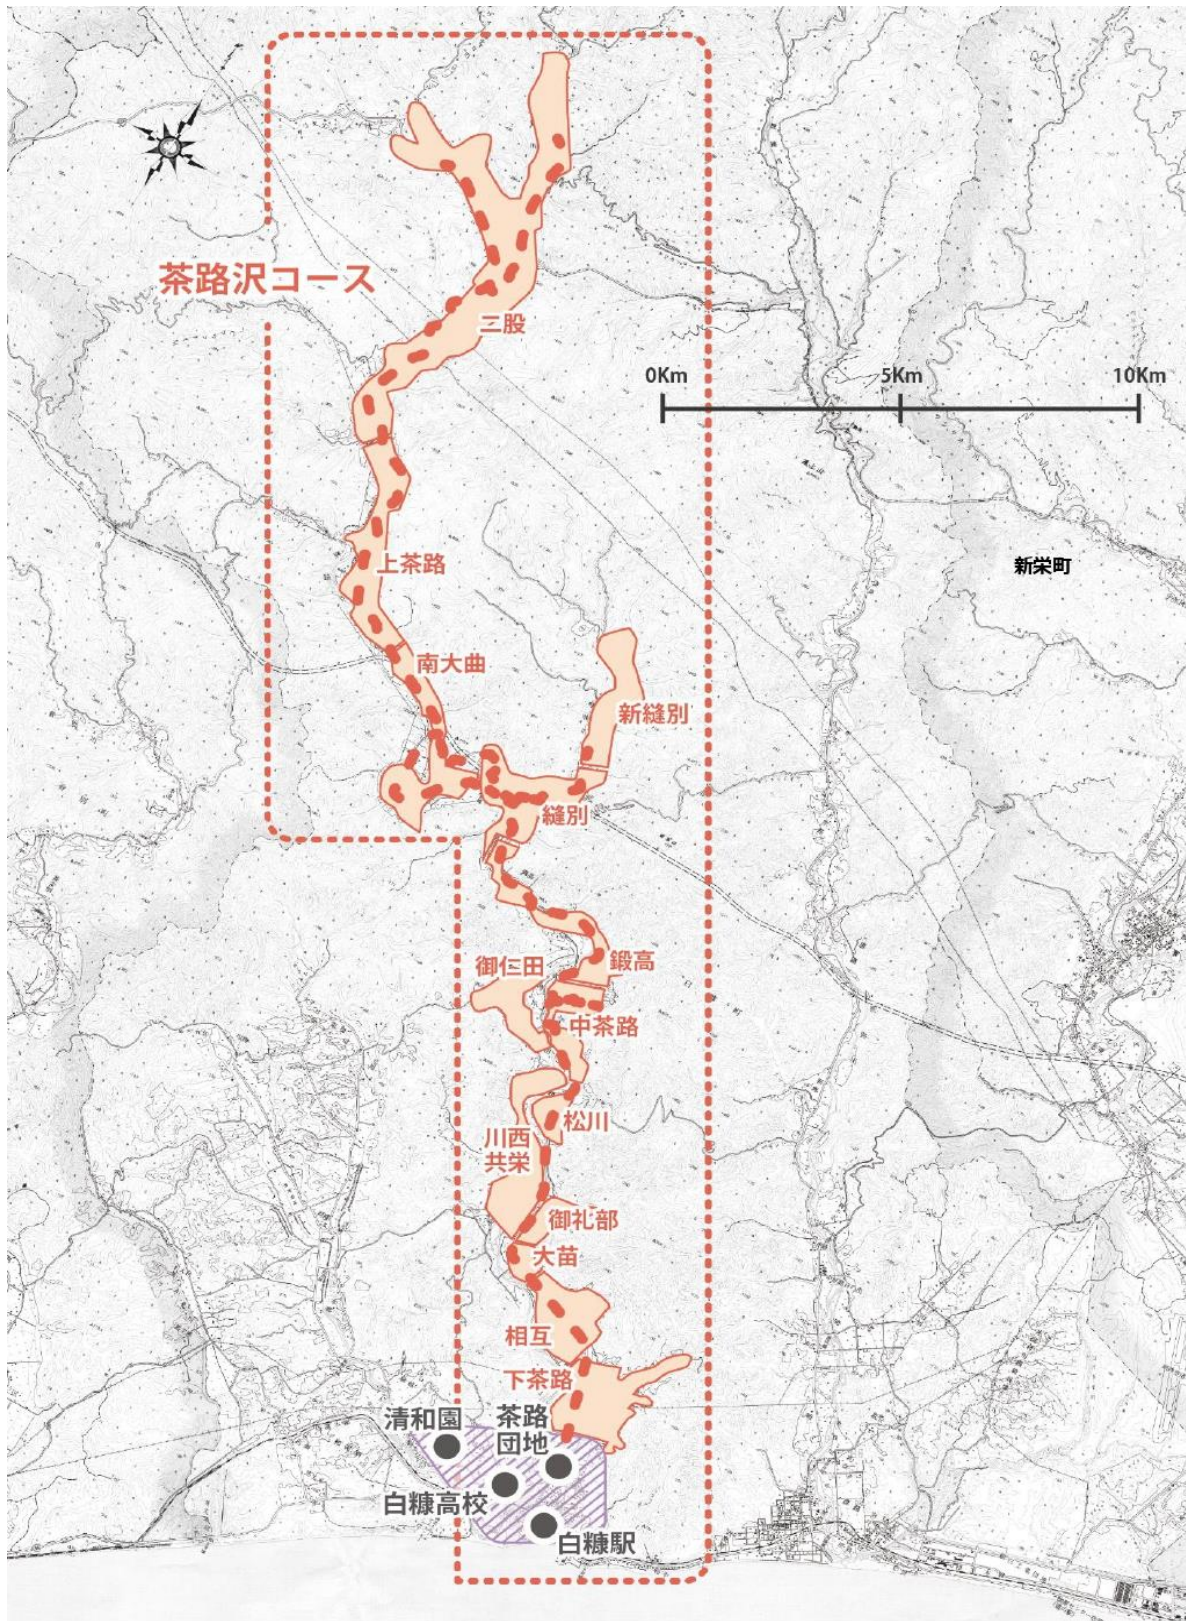 茶路沢コース
二股
0Km
5Km
10Km
上茶路
新栄町
南大曲
新縫別
縫別
御仁田
鍛高
中茶路
松川
川西
共栄
御礼部
大苗
相互
下茶路
清和園
茶路
団地
白糠高校
白糠駅